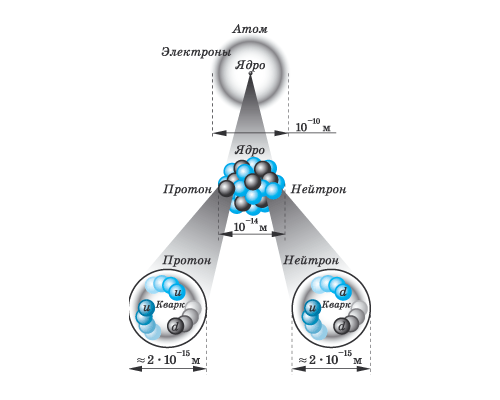 Атом
Электроны
Ядро
10⁻¹⁰ м
Ядро
Протон
Нейтрон
10⁻¹⁴ м
Протон
Нейтрон
u
u
Кварк
d
d
u
Кварк
d
≈ 2 · 10⁻¹⁵ м
≈ 2 · 10⁻¹⁵ м